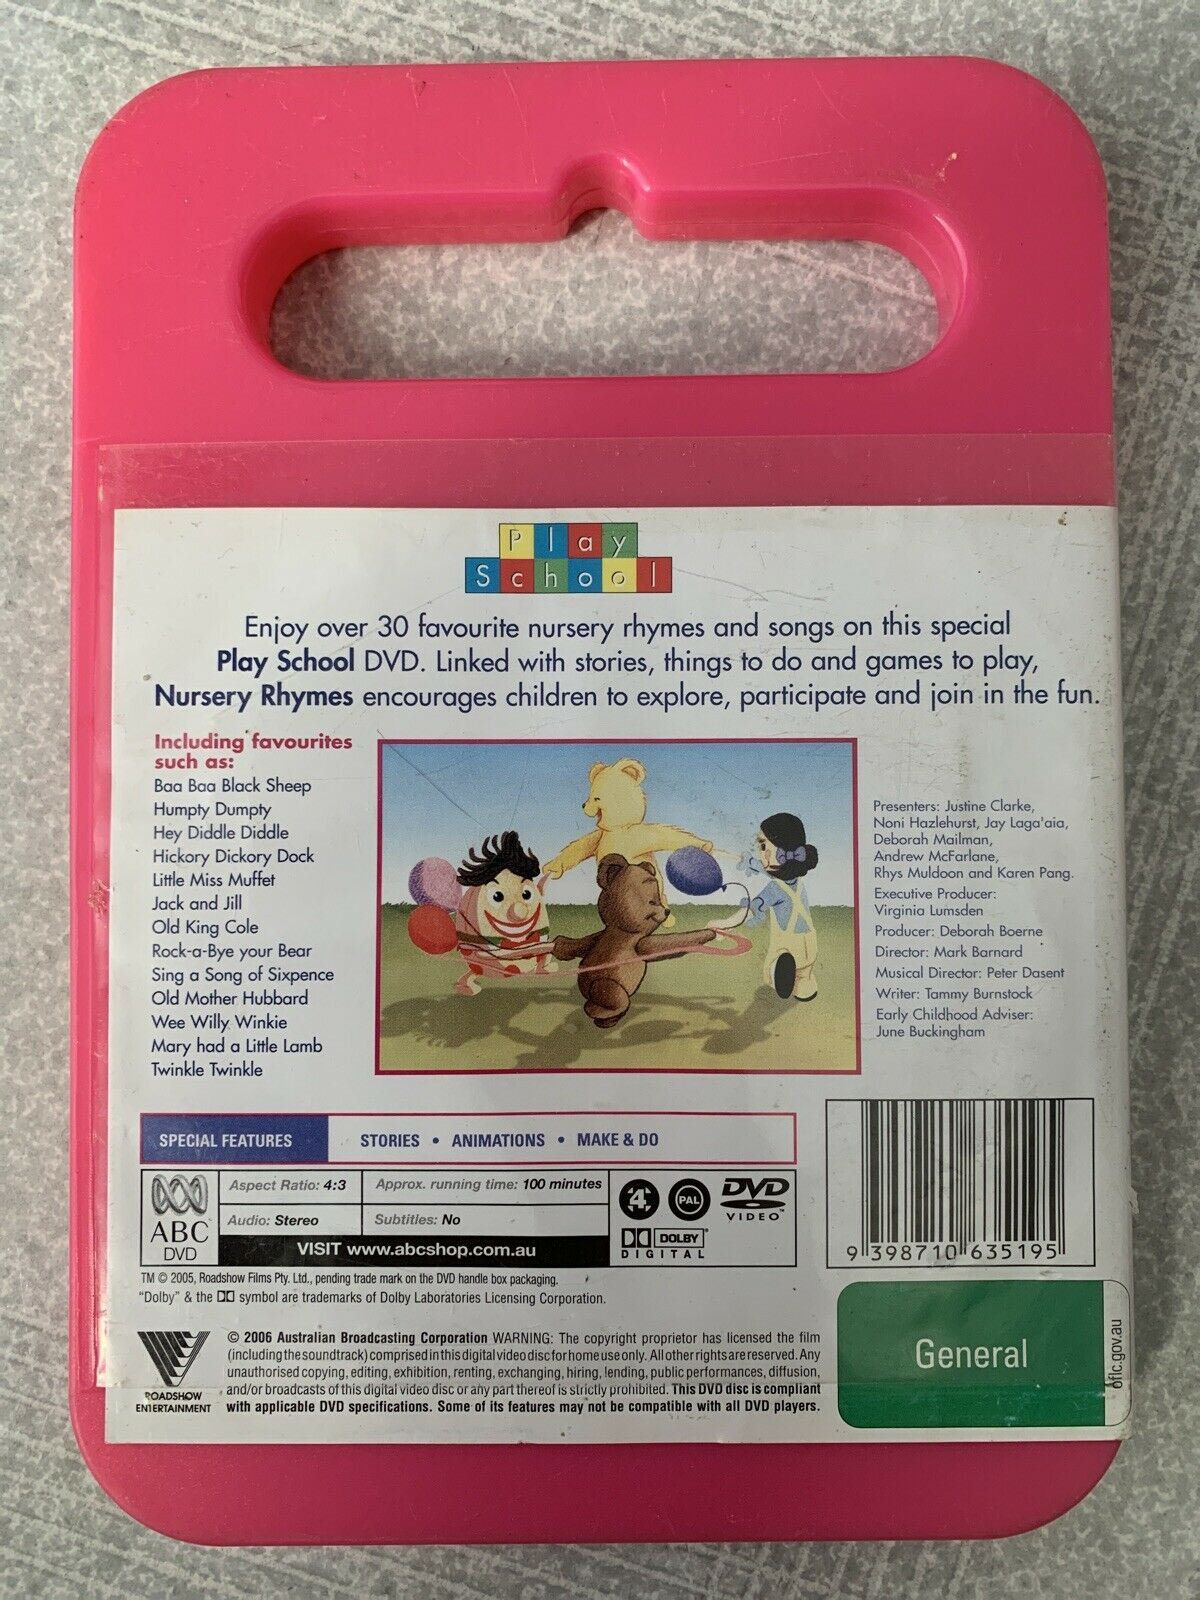 Play
School
Enjoy over 30 favourite nursery rhymes and songs on this special
Play School DVD. Linked with stories, things to do and games to play,
Nursery Rhymes encourages children to explore, participate and join in the fun.
Including favourites
such as:
Baa Baa Black Sheep
Humpty Dumpty
Hey Diddle Diddle
Hickory Dickory Dock
Little Miss Muffet
Jack and Jill
Old King Cole
Rock-a-Bye your Bear
Sing a Song of Sixpence
Old Mother Hubbard
Wee Willy Winkie
Mary had a Little Lamb
Twinkle Twinkle
Presenters: Justine Clarke,
Noni Hazlehurst, Jay Laga'aia,
Deborah Mailman,
Andrew McFarlane,
Rhys Muldoon and Karen Pang.
Executive Producer:
Virginia Lumsden
Producer: Deborah Boerne
Director: Mark Barnard
Musical Director: Peter Dasent
Writer: Tammy Burnstock
Early Childhood Adviser:
June Buckingham
SPECIAL FEATURES
STORIES • ANIMATIONS • MAKE & DO
ABC
DVD
Aspect Ratio: 4:3
Approx. running time: 100 minutes
Audio: Stereo
Subtitles: No
VISIT www.abcshop.com.au
4
PAL
DVD
VIDEO™
DOLBY
DIGITAL
9 398710 635195
TM © 2005, Roadshow Films Pty. Ltd., pending trade mark on the DVD handle box packaging.
"Dolby" & the DD symbol are trademarks of Dolby Laboratories Licensing Corporation.
ROADSHOW
ENTERTAINMENT
© 2006 Australian Broadcasting Corporation WARNING: The copyright proprietor has licensed the film
(including the soundtrack) comprised in this digital video disc for home use only. All other rights are reserved. Any
unauthorised copying, editing, exhibition, renting, exchanging, hiring, lending, public performances, diffusion,
and/or broadcasts of this digital video disc or any part thereof is strictly prohibited. This DVD disc is compliant
with applicable DVD specifications. Some of its features may not be compatible with all DVD players.
General
oflc.gov.au